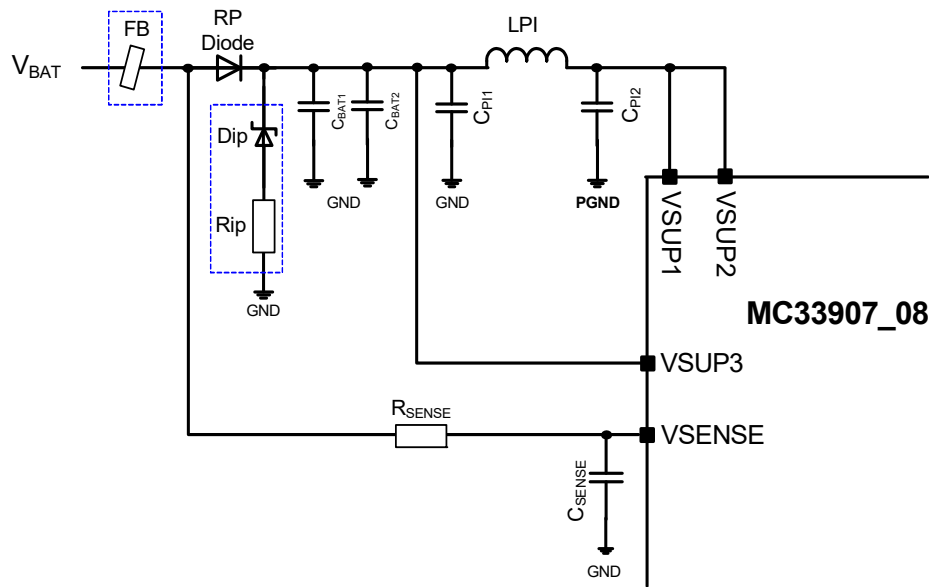 FB
RP
Diode
LPI
VBAT
CBAT1
CBAT2
CPI1
CPI2
Dip
Rip
GND
GND
PGND
GND
VSUP1
VSUP2
MC33907_08
VSUP3
RSENSE
VSENSE
CSENSE
GND